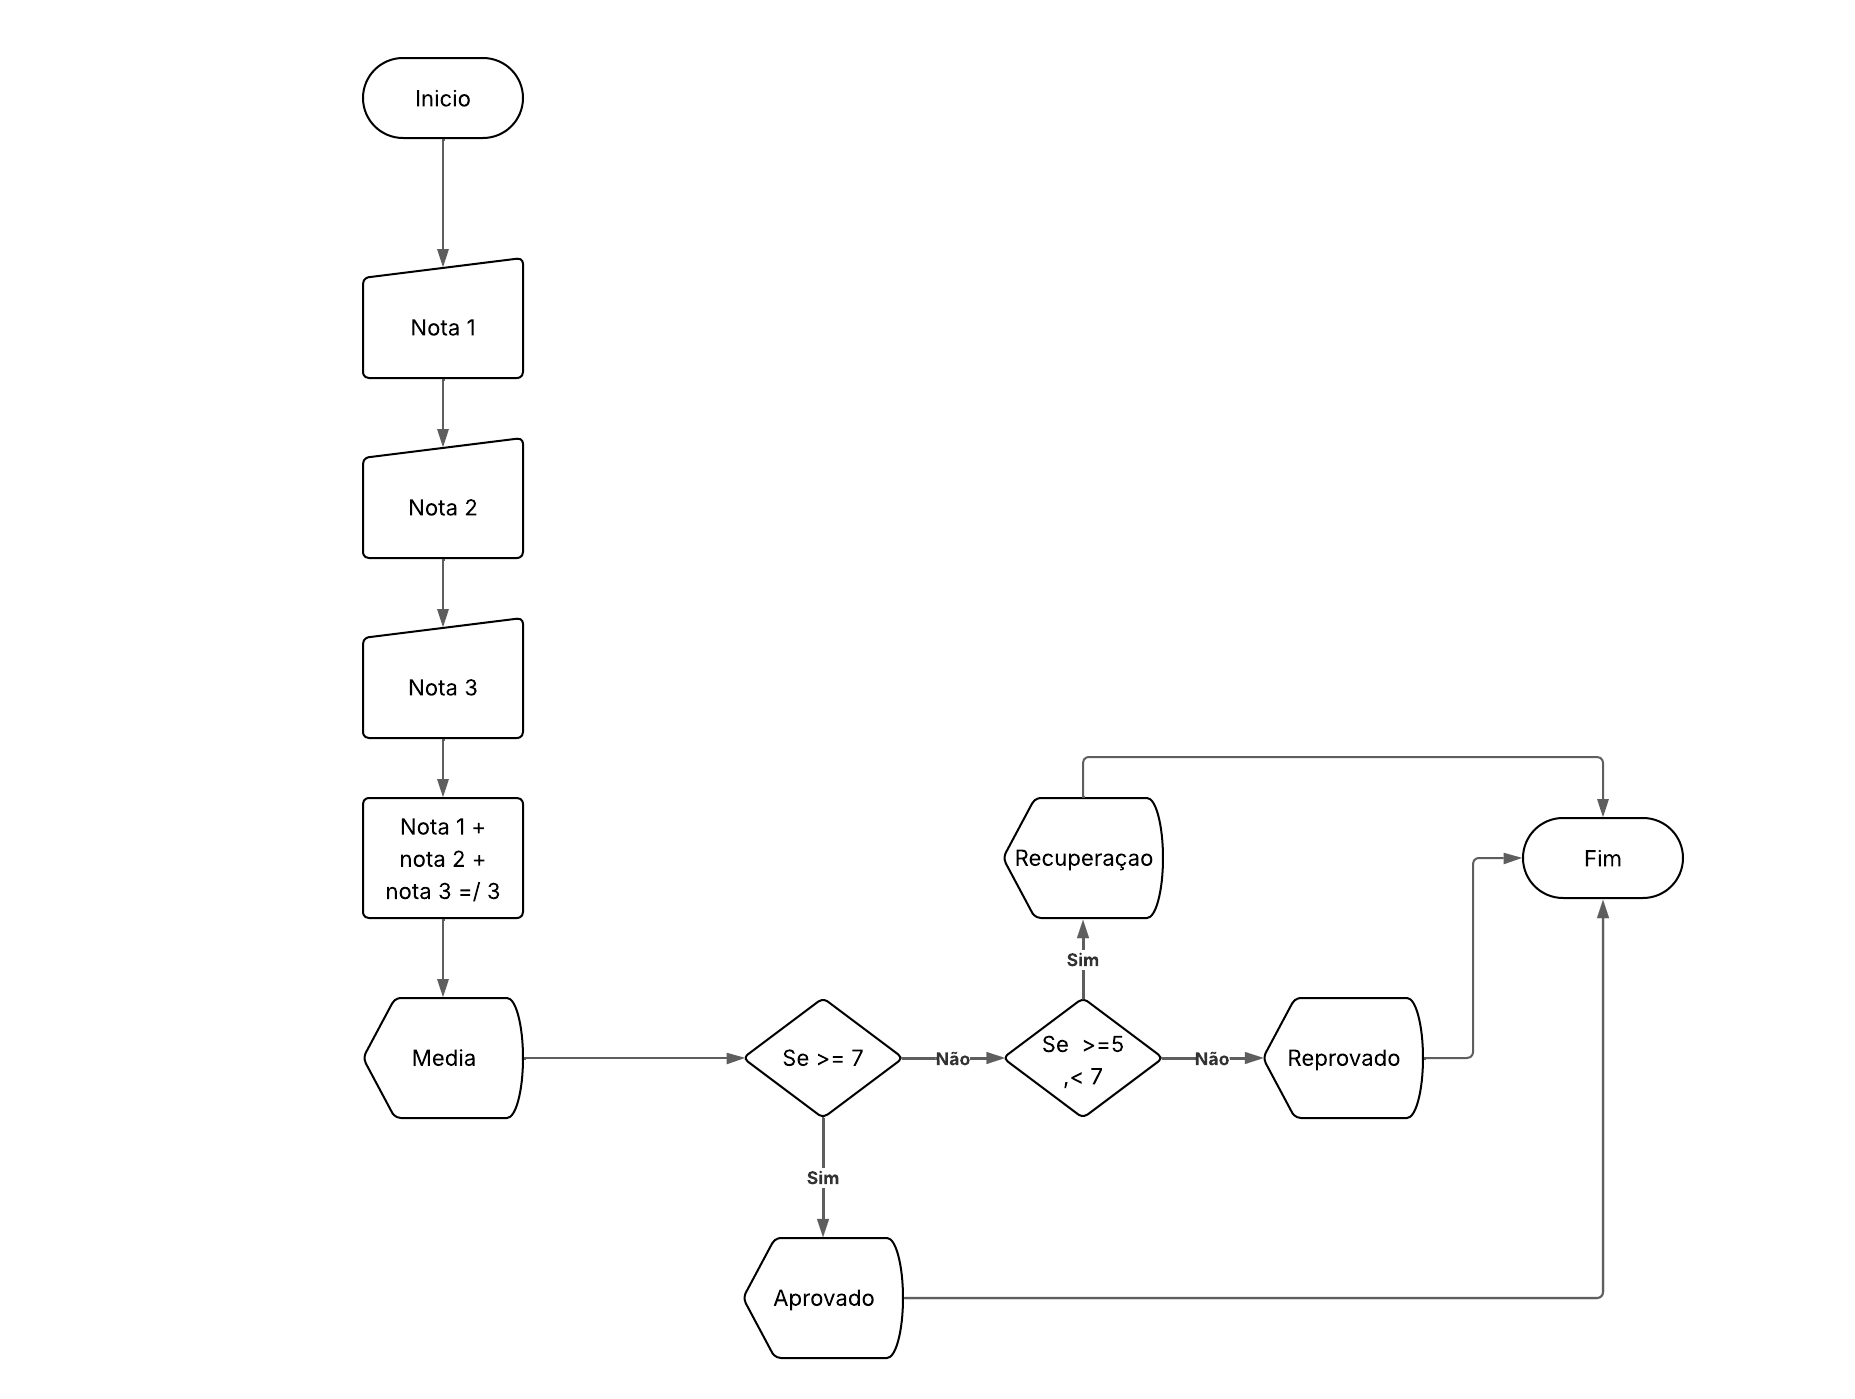 Inicio
Nota 1
Nota 2
Nota 3
Nota 1 +
nota 2 +
nota 3 =/ 3
Media
Se >= 7
Não
Se  >=5
,< 7
Não
Reprovado
Sim
Recuperaçao
Fim
Sim
Aprovado